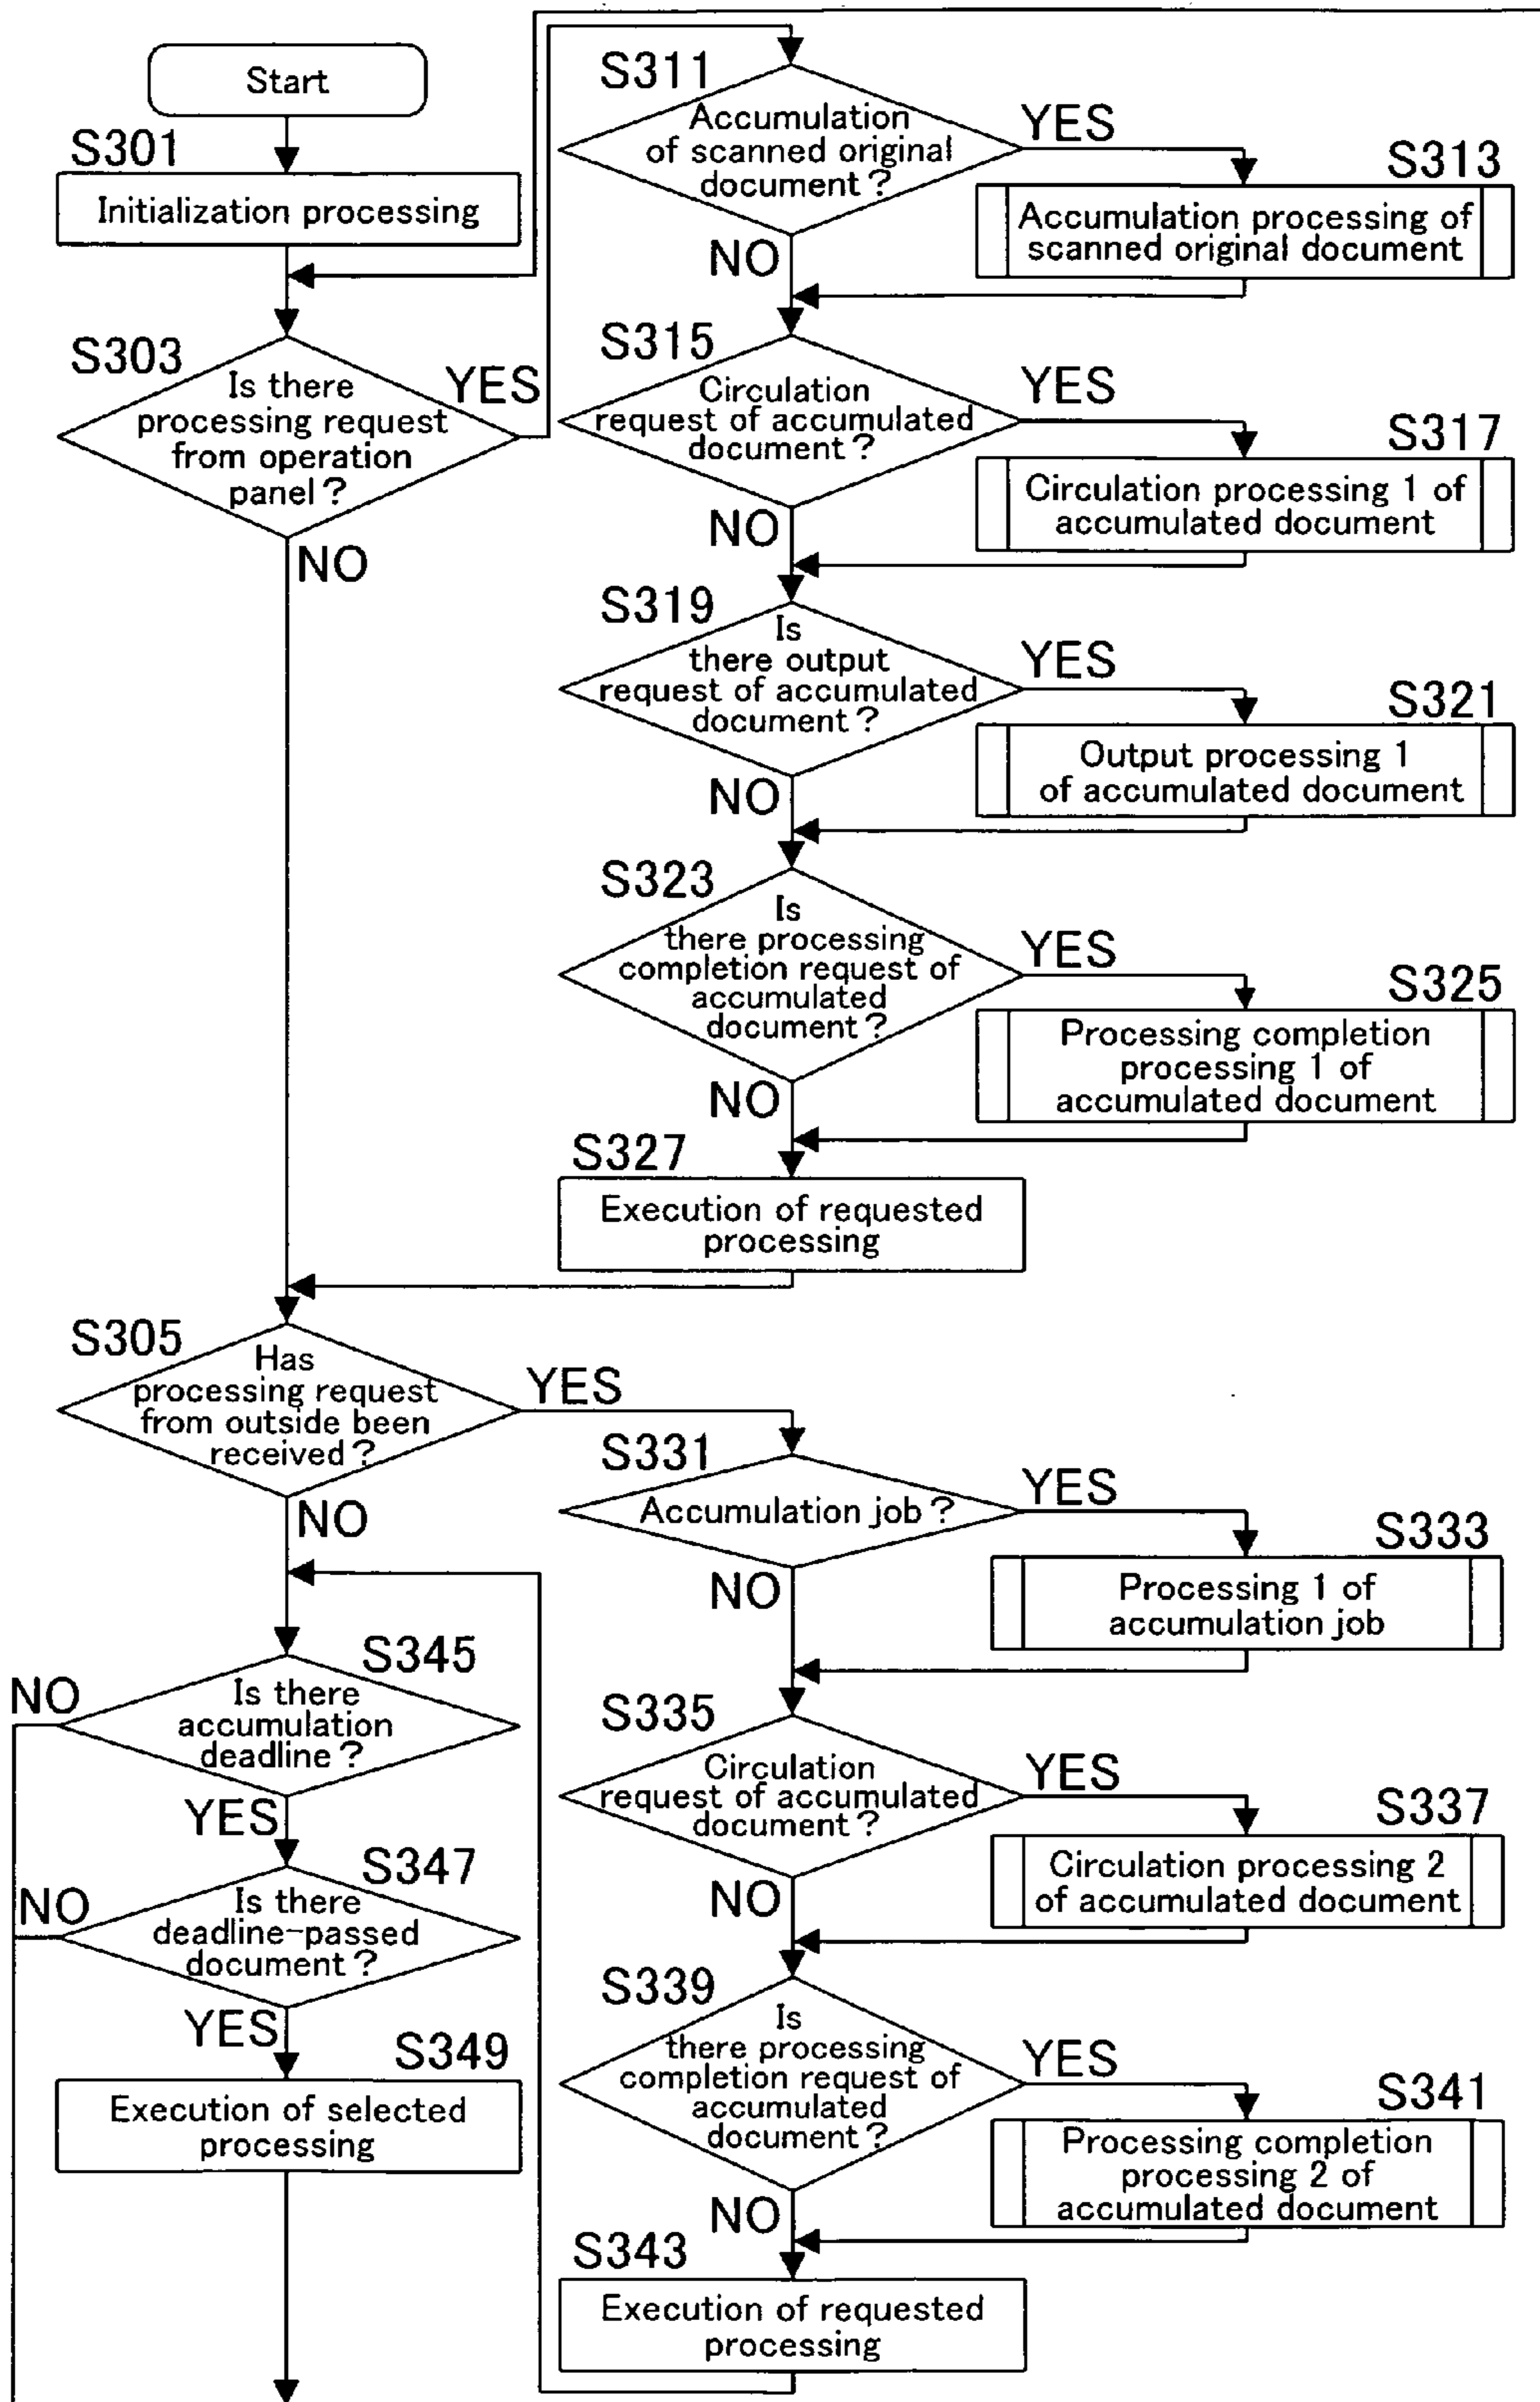 Start
S301
Initialization processing
S303
Is there
processing request
from operation
panel?
YES
NO
S311
Accumulation
of scanned original
document?
YES
NO
S313
Accumulation processing of
scanned original document
S315
Circulation
request of accumulated
document?
YES
NO
S317
Circulation processing 1 of
accumulated document
S319
Is
there output
request of accumulated
document?
YES
NO
S321
Output processing 1
of accumulated document
S323
Is
there processing
completion request of
accumulated
document?
YES
NO
S325
Processing completion
processing 1 of
accumulated document
S327
Execution of requested
processing
S305
Has
processing request
from outside been
received?
YES
NO
S331
Accumulation job?
YES
NO
S333
Processing 1 of
accumulation job
S335
Circulation
request of accumulated
document?
YES
NO
S337
Circulation processing 2
of accumulated document
S339
Is
there processing
completion request of
accumulated
document?
YES
NO
S341
Processing completion
processing 2 of
accumulated document
S343
Execution of requested
processing
S345
Is there
accumulation
deadline?
NO
YES
S347
Is there
deadline-passed
document?
NO
YES
S349
Execution of selected
processing